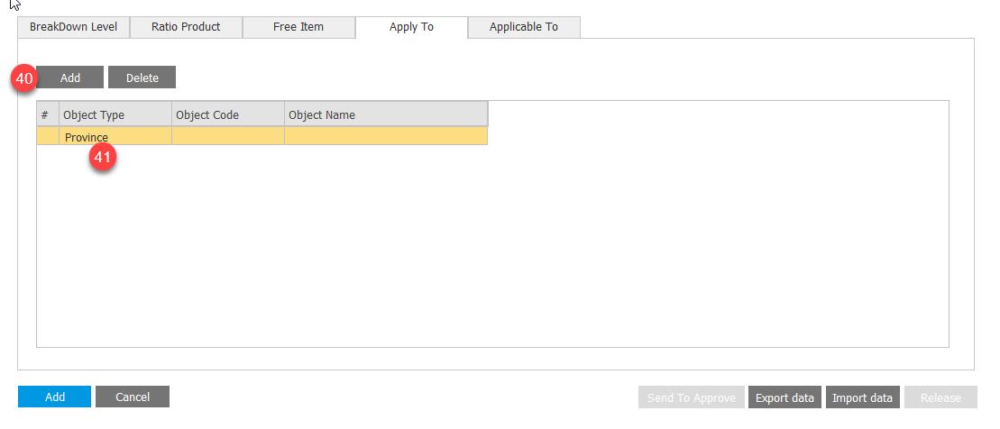 BreakDown Level Ratio Product Free Item Apply To Applicable To
40 Add Delete
# Object Type Object Code Object Name
Province
41
Add Cancel Send To Approve Export data Import data Release